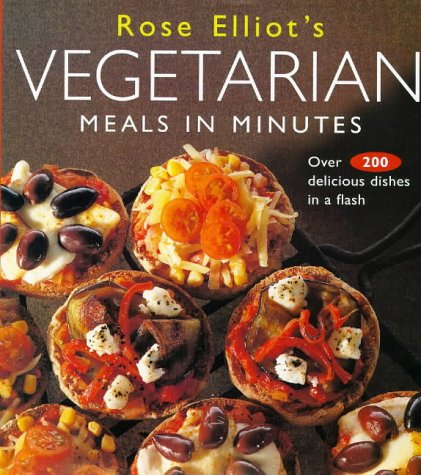 Rose Elliot's
VEGETARIAN
MEALS IN MINUTES
Over 200
delicious dishes
in a flash